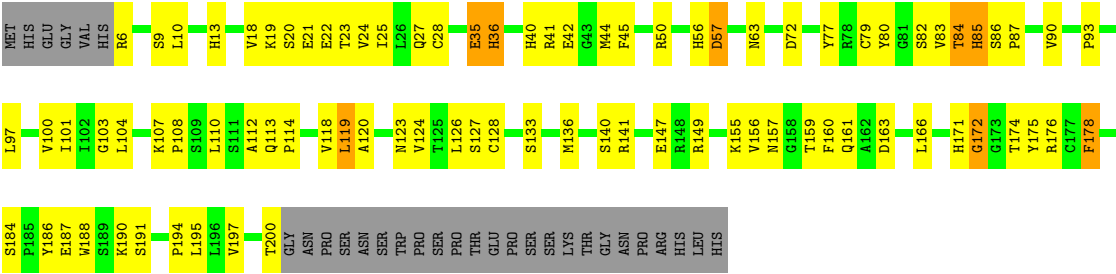 MET HIS GLU GLY VAL HIS R6 S9 L10 H13 V18 K19 S20 E21 E22 T23 V24 I25 L26 Q27 C28 E35 H36 H40 R41 E42 G43 M44 F45 R50 H56 D57 N63 D72 Y77 R78 C79 Y80 G81 S82 V83 T84 H85 S86 P87 V90 P93
L97 V100 I101 I102 G103 L104 K107 P108 S109 L110 S111 A112 Q113 P114 V118 L119 A120 N123 V124 T125 L126 S127 C128 S133 M136 S140 R141 E147 R148 R149 K155 V156 N157 G158 T159 F160 Q161 A162 D163 L166 H171 G172 G173 T174 Y175 R176 C177 F178
S184 P185 Y186 E187 W188 S189 K190 S191 P194 L195 L196 V197 T200 GLY ASN PRO SER ASN SER TRP PRO SER PRO THR GLU PRO SER SER LYS THR GLY ASN PRO ARG HIS LEU HIS